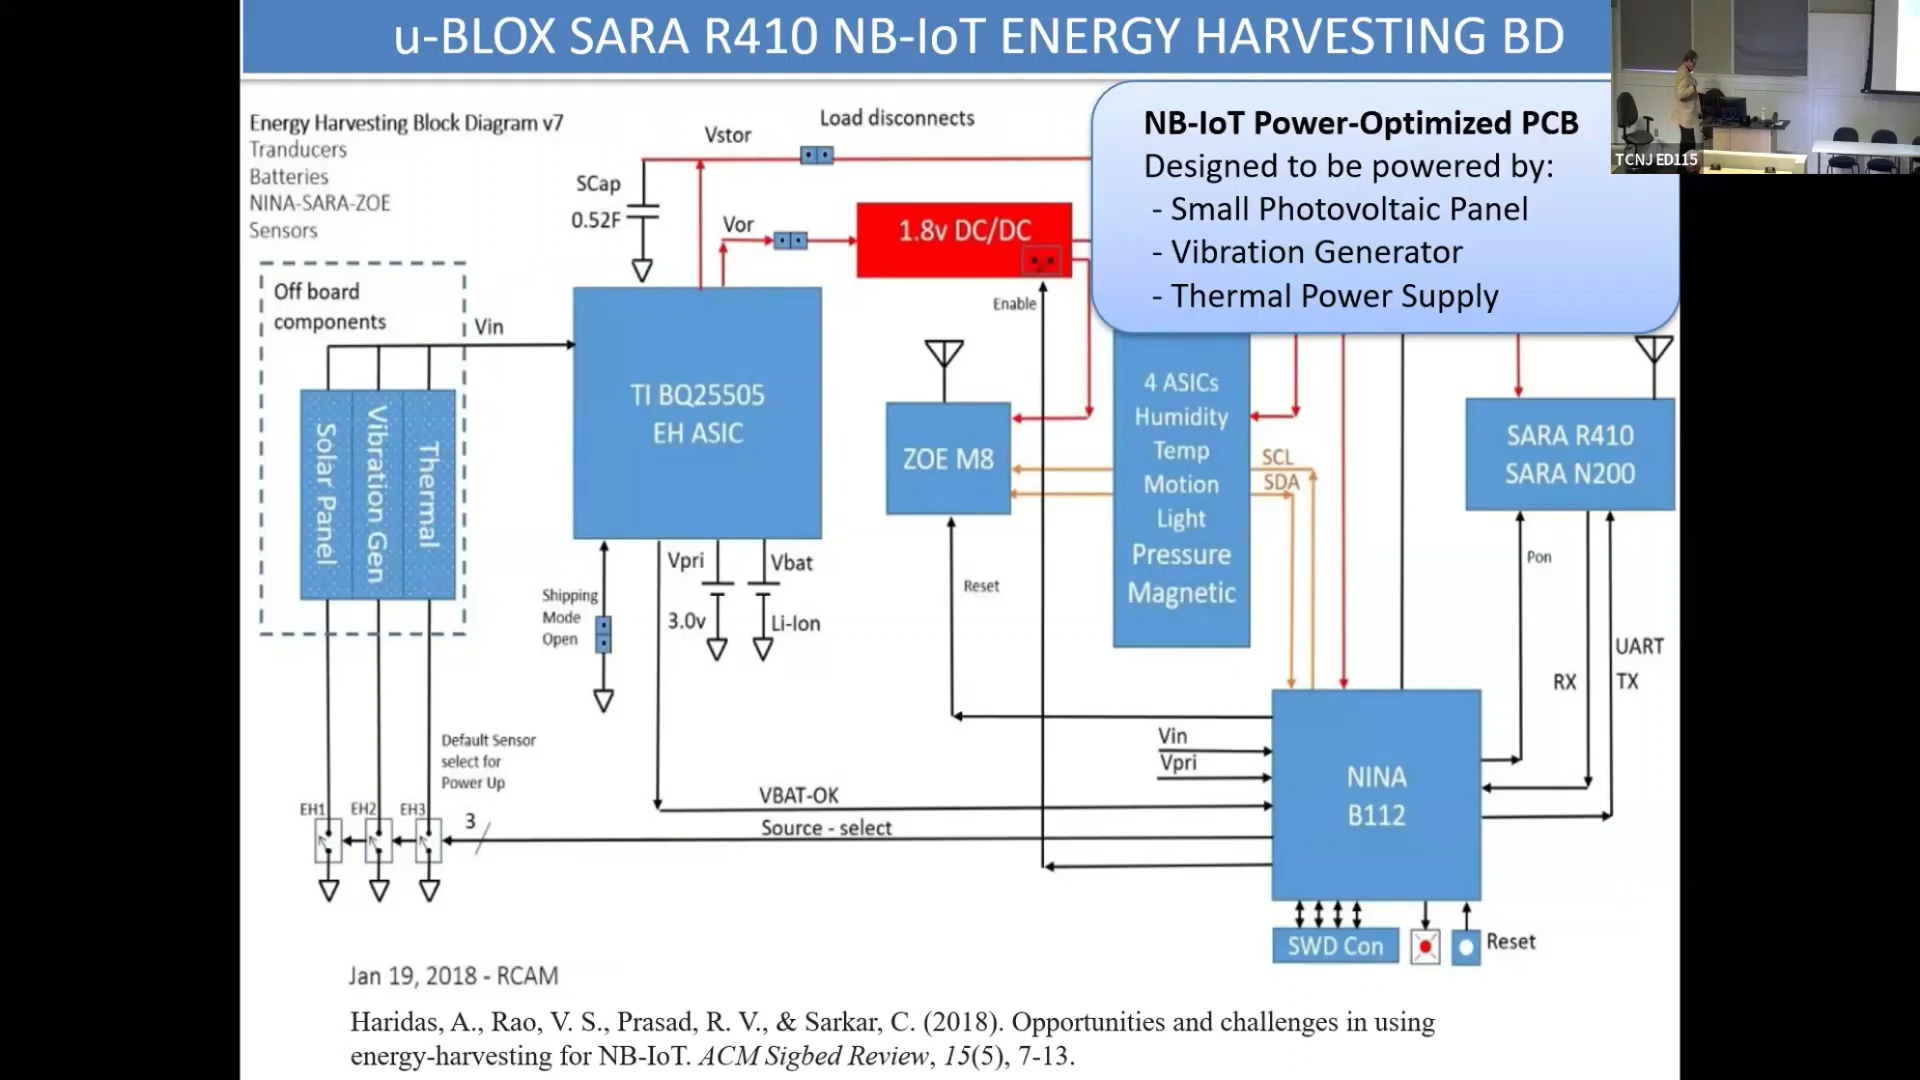 u-BLOX SARA R410 NB-IoT ENERGY HARVESTING BD
TCNJ ED115
Energy Harvesting Block Diagram v7
Tranducers
Batteries
NINA-SARA-ZOE
Sensors
NB-IoT Power-Optimized PCB
Designed to be powered by:
- Small Photovoltaic Panel
- Vibration Generator
- Thermal Power Supply
Load disconnects
Vstor
SCap
0.52F
Vor
1.8v DC/DC
Enable
Off board
components
Vin
Solar Panel
Vibration Gen
Thermal
TI BQ25505
EH ASIC
ZOE M8
4 ASICs
Humidity
Temp
Motion
Light
Pressure
Magnetic
SCL
SDA
SARA R410
SARA N200
Shipping
Mode
Open
Vpri
3.0v
Vbat
Li-Ion
Reset
Pon
RX
UART
TX
Default Sensor
select for
Power Up
EH1
EH2
EH3
3
VBAT-OK
Source - select
Vin
Vpri
NINA
B112
SWD Con
Reset
Jan 19, 2018 - RCAM
Haridas, A., Rao, V. S., Prasad, R. V., & Sarkar, C. (2018). Opportunities and challenges in using
energy-harvesting for NB-IoT. ACM Sigbed Review, 15(5), 7-13.